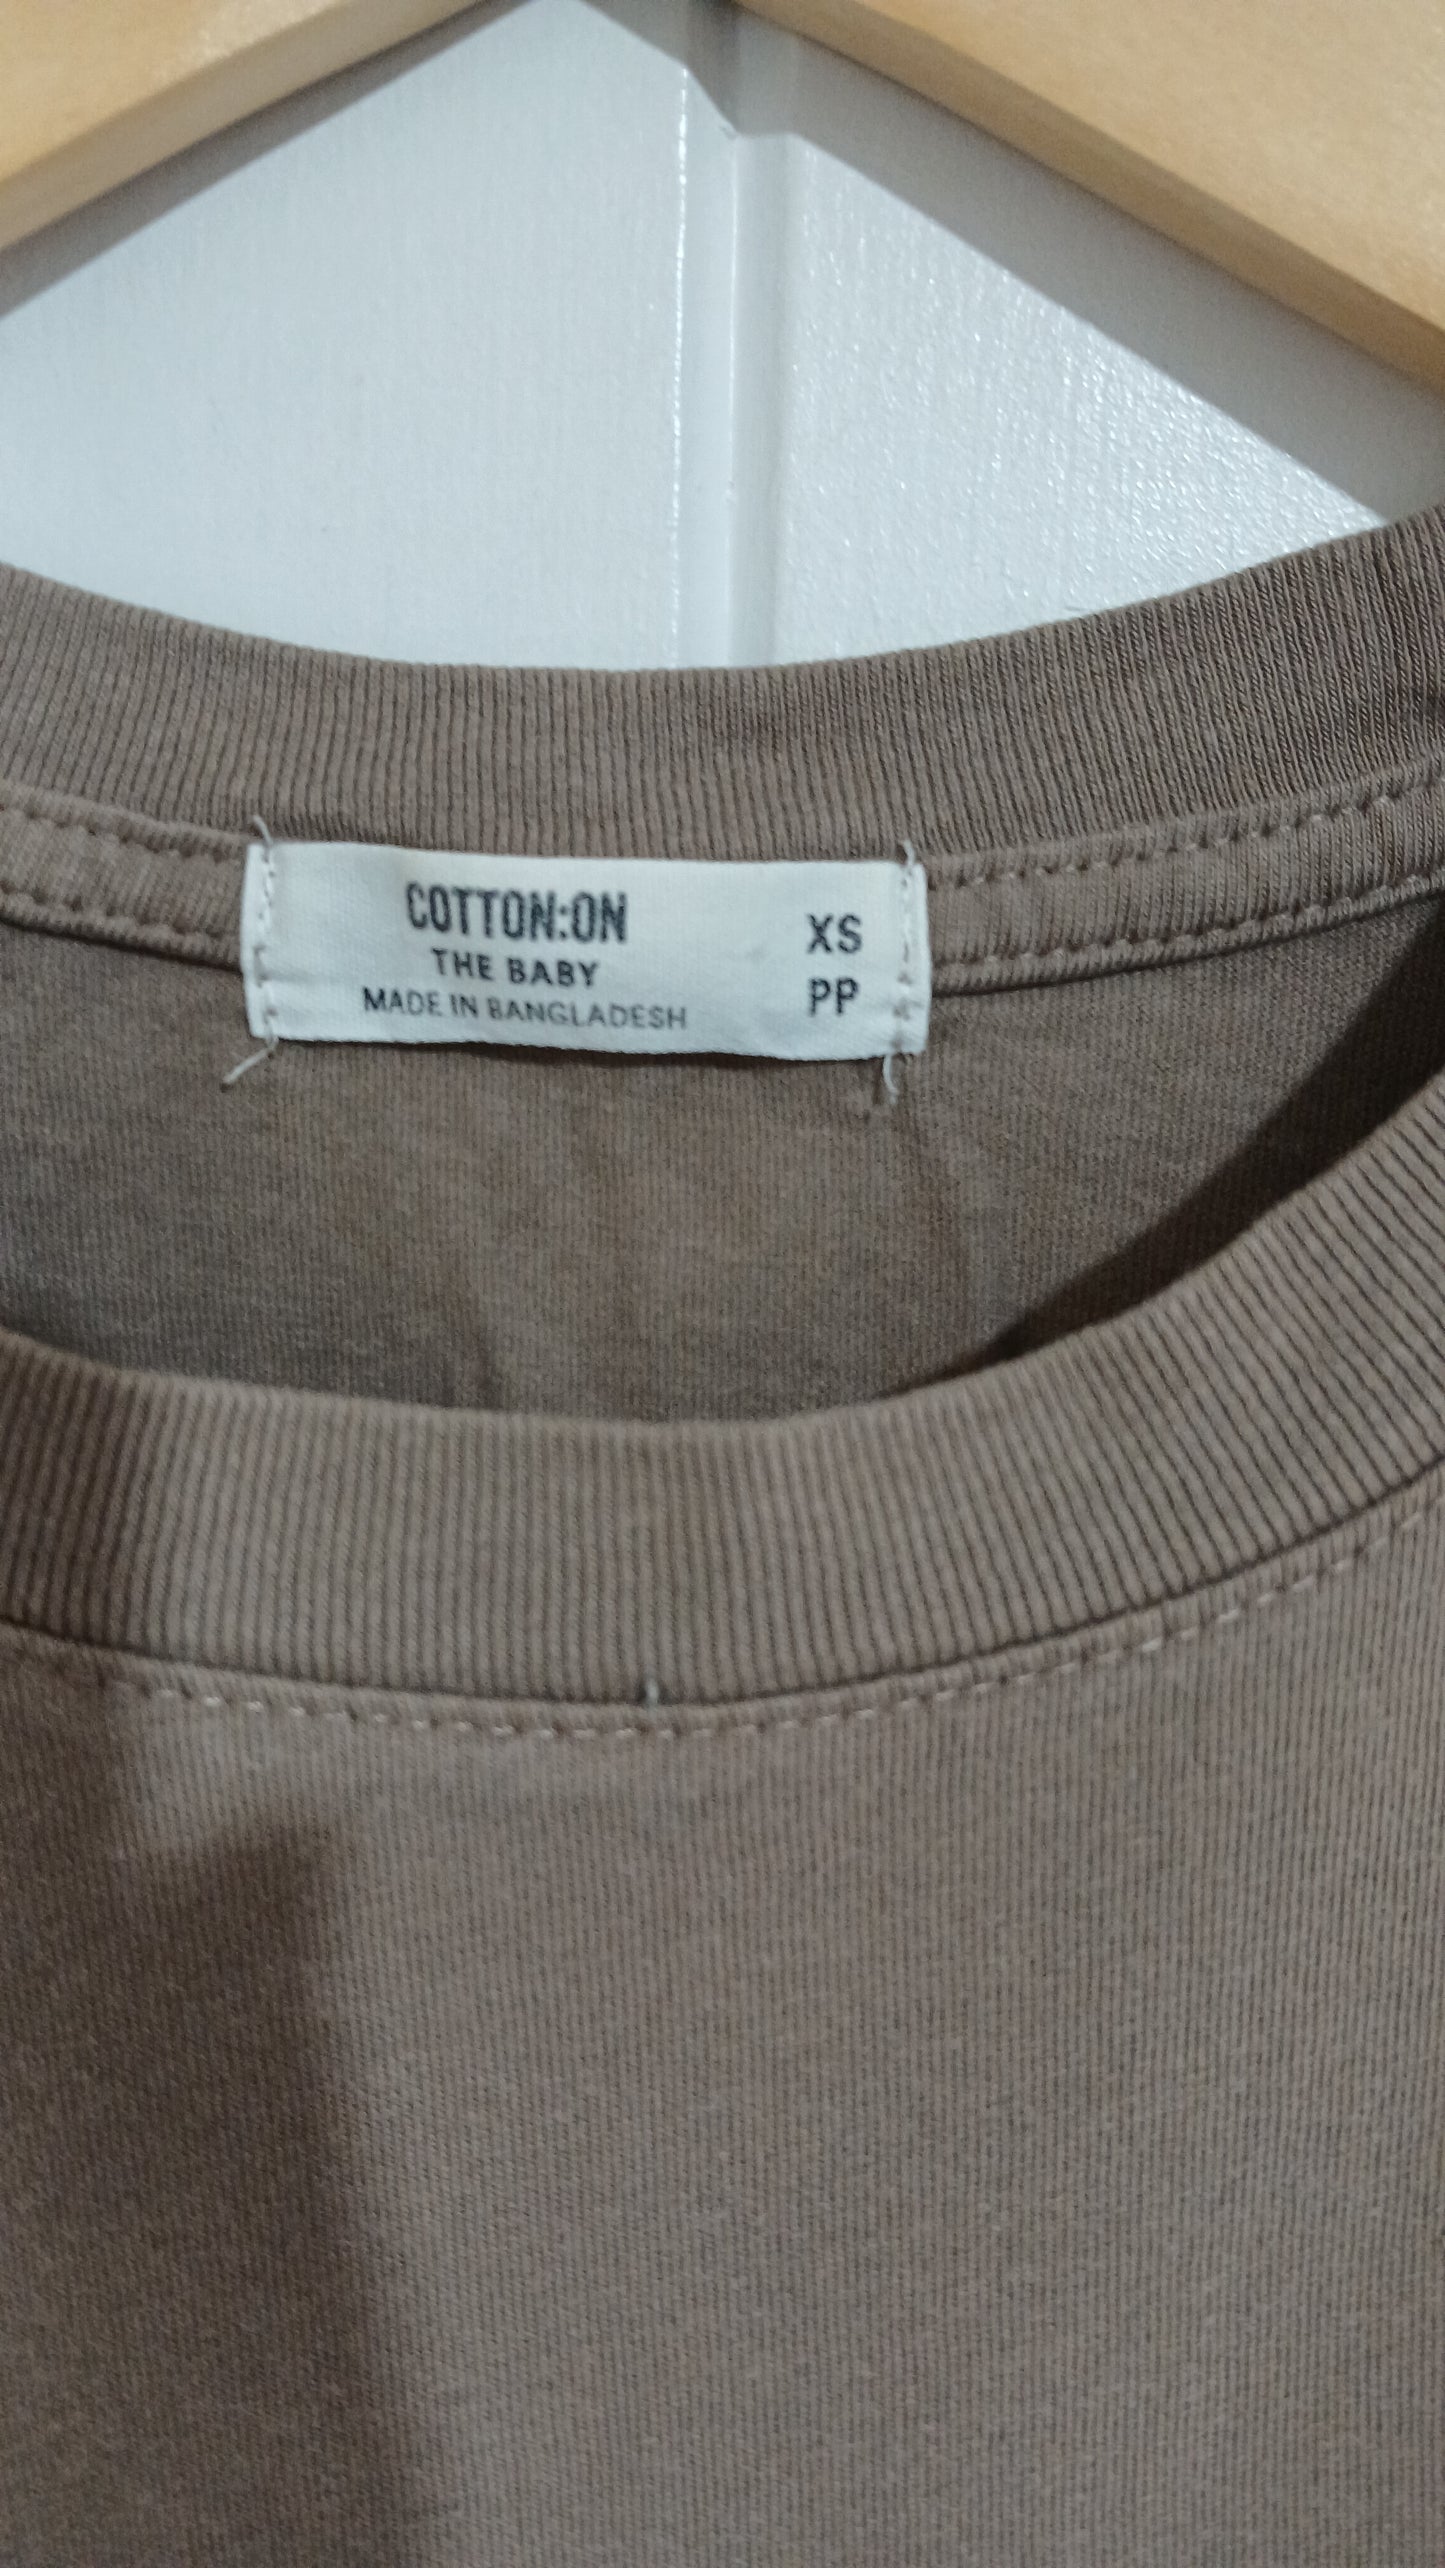 COTTON:ON
THE BABY
MADE IN BANGLADESH
XS
PP